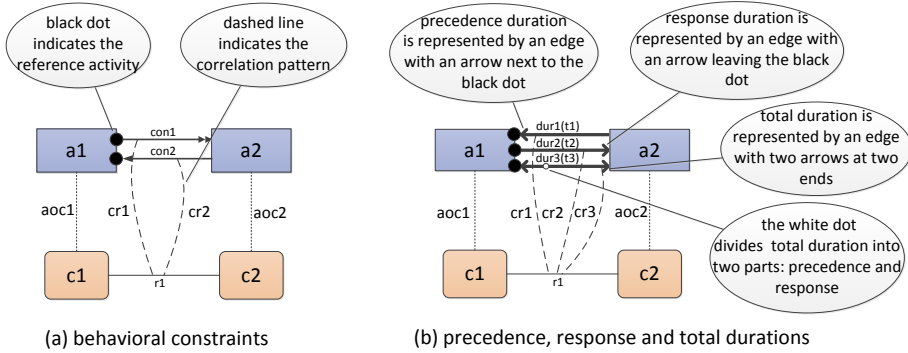 black dot
indicates the
reference activity
dashed line
indicates the
correlation pattern
con1
con2
a1
a2
aoc1
cr1
cr2
aoc2
c1
c2
r1
(a) behavioral constraints
precedence duration
is represented by an edge
with an arrow next to the
black dot
response duration is
represented by an edge with
an arrow leaving the black
dot
total duration is
represented by an edge
with two arrows at two
ends
dur1(t1)
dur2(t2)
dur3(t3)
a1
a2
aoc1
cr1
cr2
cr3
aoc2
the white dot
divides total duration into
two parts: precedence and
response
c1
c2
r1
(b) precedence, response and total durations